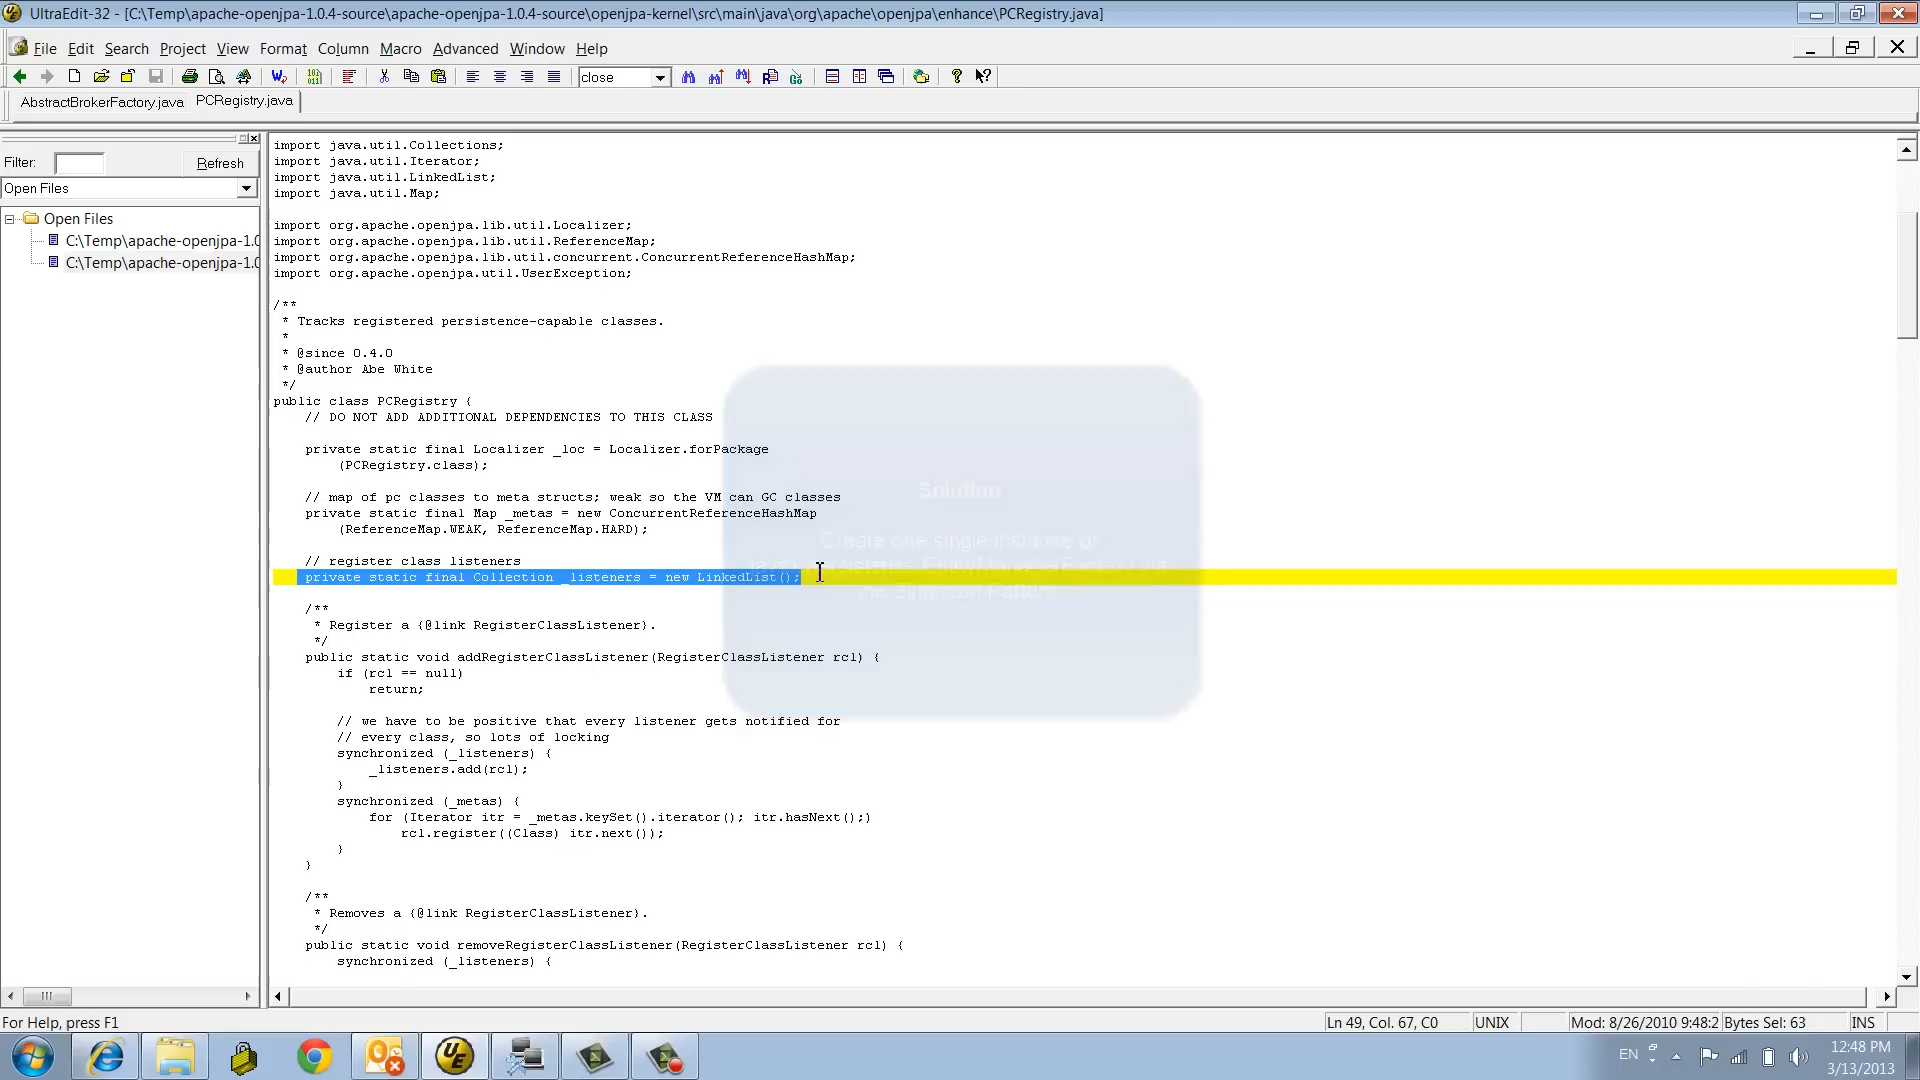 UltraEdit-32 - [C:\Temp\apache-openjpa-1.0.4-source\apache-openjpa-1.0.4-source\openjpa-kernel\src\main\java\org\apache\openjpa\enhance\PCRegistry.java]
File Edit Search Project View Format Column Macro Advanced Window Help
close
AbstractBrokerFactory.java PCRegistry.java
Filter: Refresh
Open Files
Open Files
C:\Temp\apache-openjpa-1.0
C:\Temp\apache-openjpa-1.0
import java.util.Collections;
import java.util.Iterator;
import java.util.LinkedList;
import java.util.Map;
import org.apache.openjpa.lib.util.Localizer;
import org.apache.openjpa.lib.util.ReferenceMap;
import org.apache.openjpa.lib.util.concurrent.ConcurrentReferenceHashMap;
import org.apache.openjpa.util.UserException;
/**
* Tracks registered persistence-capable classes.
*
* @since 0.4.0
* @author Abe White
*/
public class PCRegistry {
// DO NOT ADD ADDITIONAL DEPENDENCIES TO THIS CLASS
private static final Localizer _loc = Localizer.forPackage
(PCRegistry.class);
// map of pc classes to meta structs; weak so the VM can GC classes
private static final Map _metas = new ConcurrentReferenceHashMap
(ReferenceMap.WEAK, ReferenceMap.HARD);
// register class listeners
private static final Collection _listeners = new LinkedList();
/**
* Register a {@link RegisterClassListener}.
*/
public static void addRegisterClassListener(RegisterClassListener rcl) {
if (rcl == null)
return;
// we have to be positive that every listener gets notified for
// every class, so lots of locking
synchronized (_listeners) {
_listeners.add(rcl);
}
synchronized (_metas) {
for (Iterator itr = _metas.keySet().iterator(); itr.hasNext();)
rcl.register((Class) itr.next());
}
}
/**
* Removes a {@link RegisterClassListener}.
*/
public static void removeRegisterClassListener(RegisterClassListener rcl) {
synchronized (_listeners) {
Solution
Create one single instance of
For Help, press F1
Ln 49, Col. 67, C0 UNIX Mod: 8/26/2010 9:48:2 Bytes Sel: 63 INS
EN
12:48 PM
3/13/2013